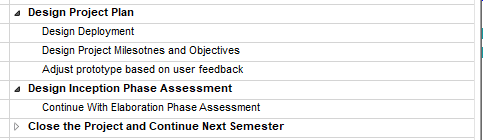 Design Project Plan
Design Deployment
Design Project Milesotnes and Objectives
Adjust prototype based on user feedback
Design Inception Phase Assessment
Continue With Elaboration Phase Assessment
Close the Project and Continue Next Semester